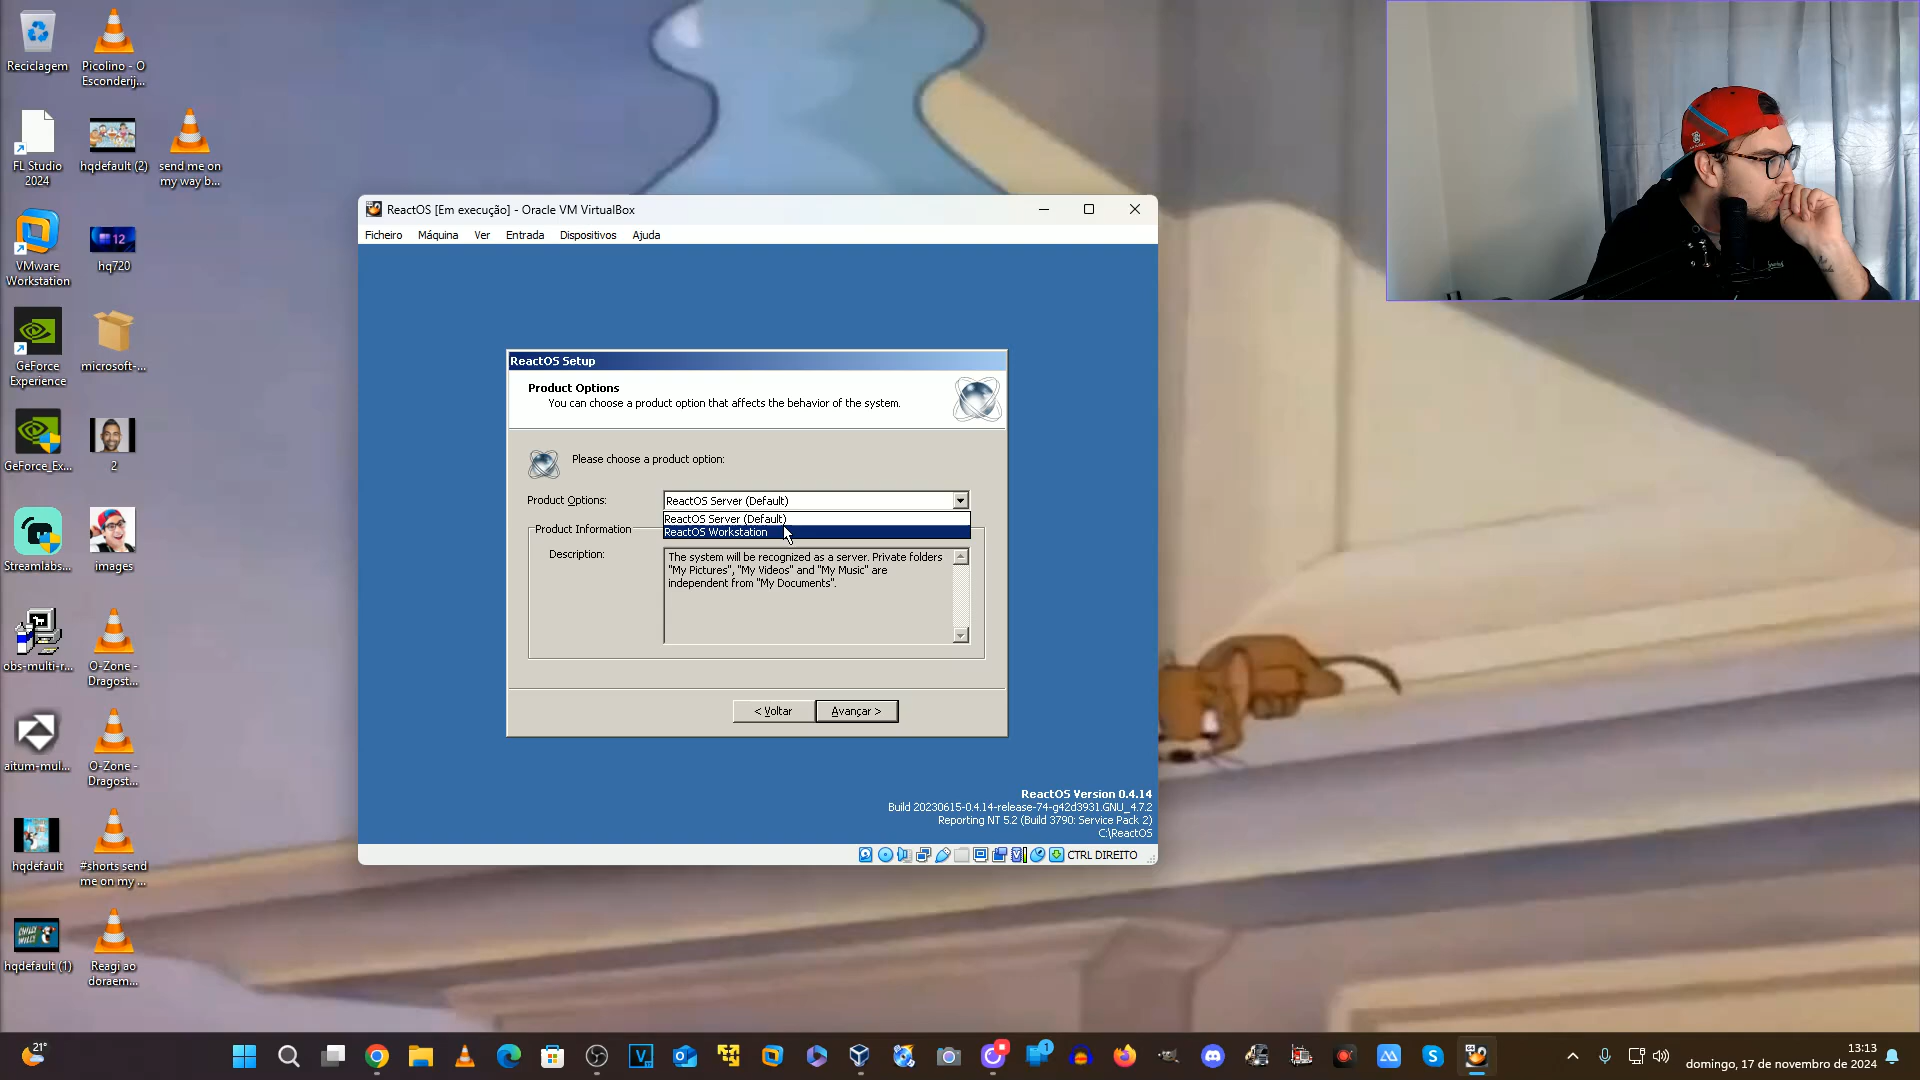 Reciclagem
Picolino - O
Esconderij...
FL Studio
2024
hqdefault (2)
send me on
my way b...
VMware
Workstation
12
hq720
GeForce
Experience
microsoft-...
GeForce_Ex...
2
Streamlabs...
images
obs-multi-r...
O-Zone -
Dragost...
aitum-mul...
O-Zone -
Dragost...
hqdefault
#shorts send
me on my ...
CHILLY
WILLY
hqdefault (1)
Reagi ao
doraem...
ReactOS [Em execução] - Oracle VM VirtualBox
Ficheiro Máquina Ver Entrada Dispositivos Ajuda
ReactOS Setup
Product Options
You can choose a product option that affects the behavior of the system.
Please choose a product option:
Product Options:
ReactOS Server (Default)
ReactOS Server (Default)
ReactOS Workstation
Product Information
Description:
The system will be recognized as a server. Private folders
"My Pictures", "My Videos" and "My Music" are
independent from "My Documents".
< Voltar
Avançar >
ReactOS Version 0.4.14
Build 20230615-0.4.14-release-74-g42d3931.GNU_4.7.2
Reporting NT 5.2 (Build 3790: Service Pack 2)
C:\ReactOS
CTRL DIREITO
21°
1
13:13
domingo, 17 de novembro de 2024